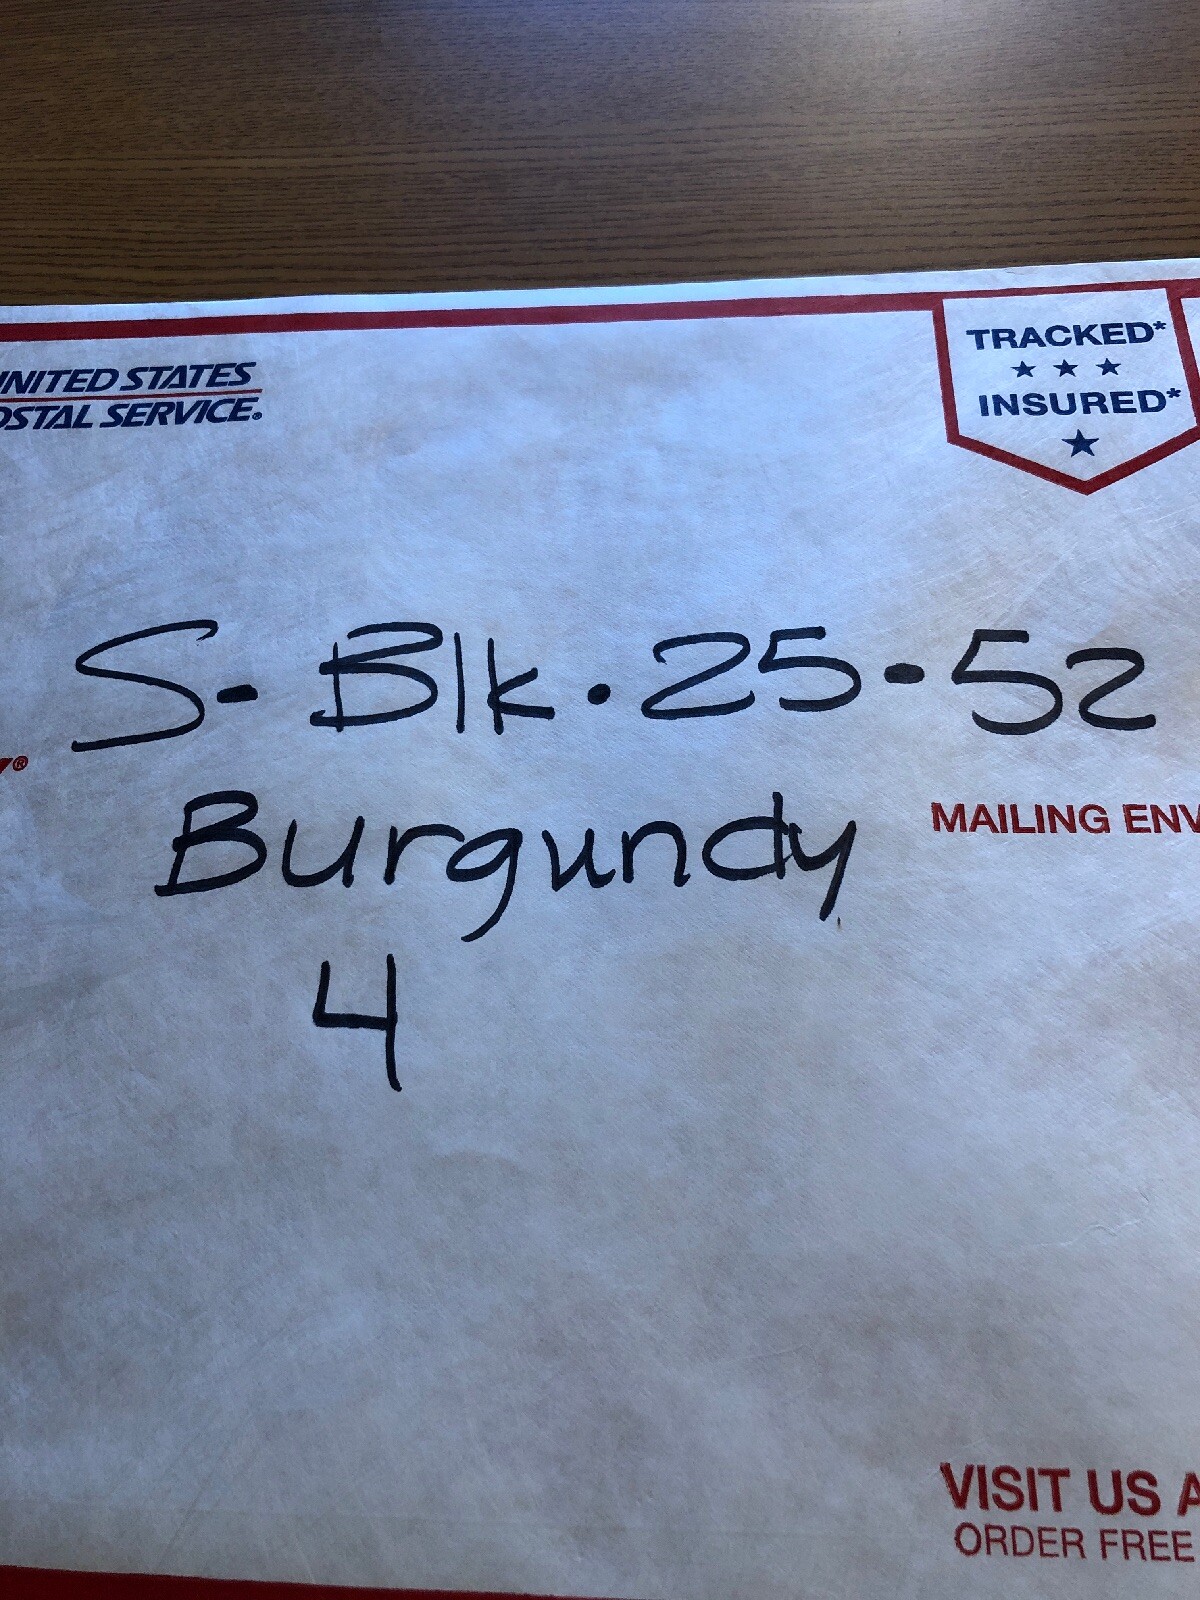 UNITED STATES
POSTAL SERVICE®
TRACKED*
INSURED*
S- Blk · 25 - 52
®
Burgundy
MAILING ENV
4
VISIT US A
ORDER FREE